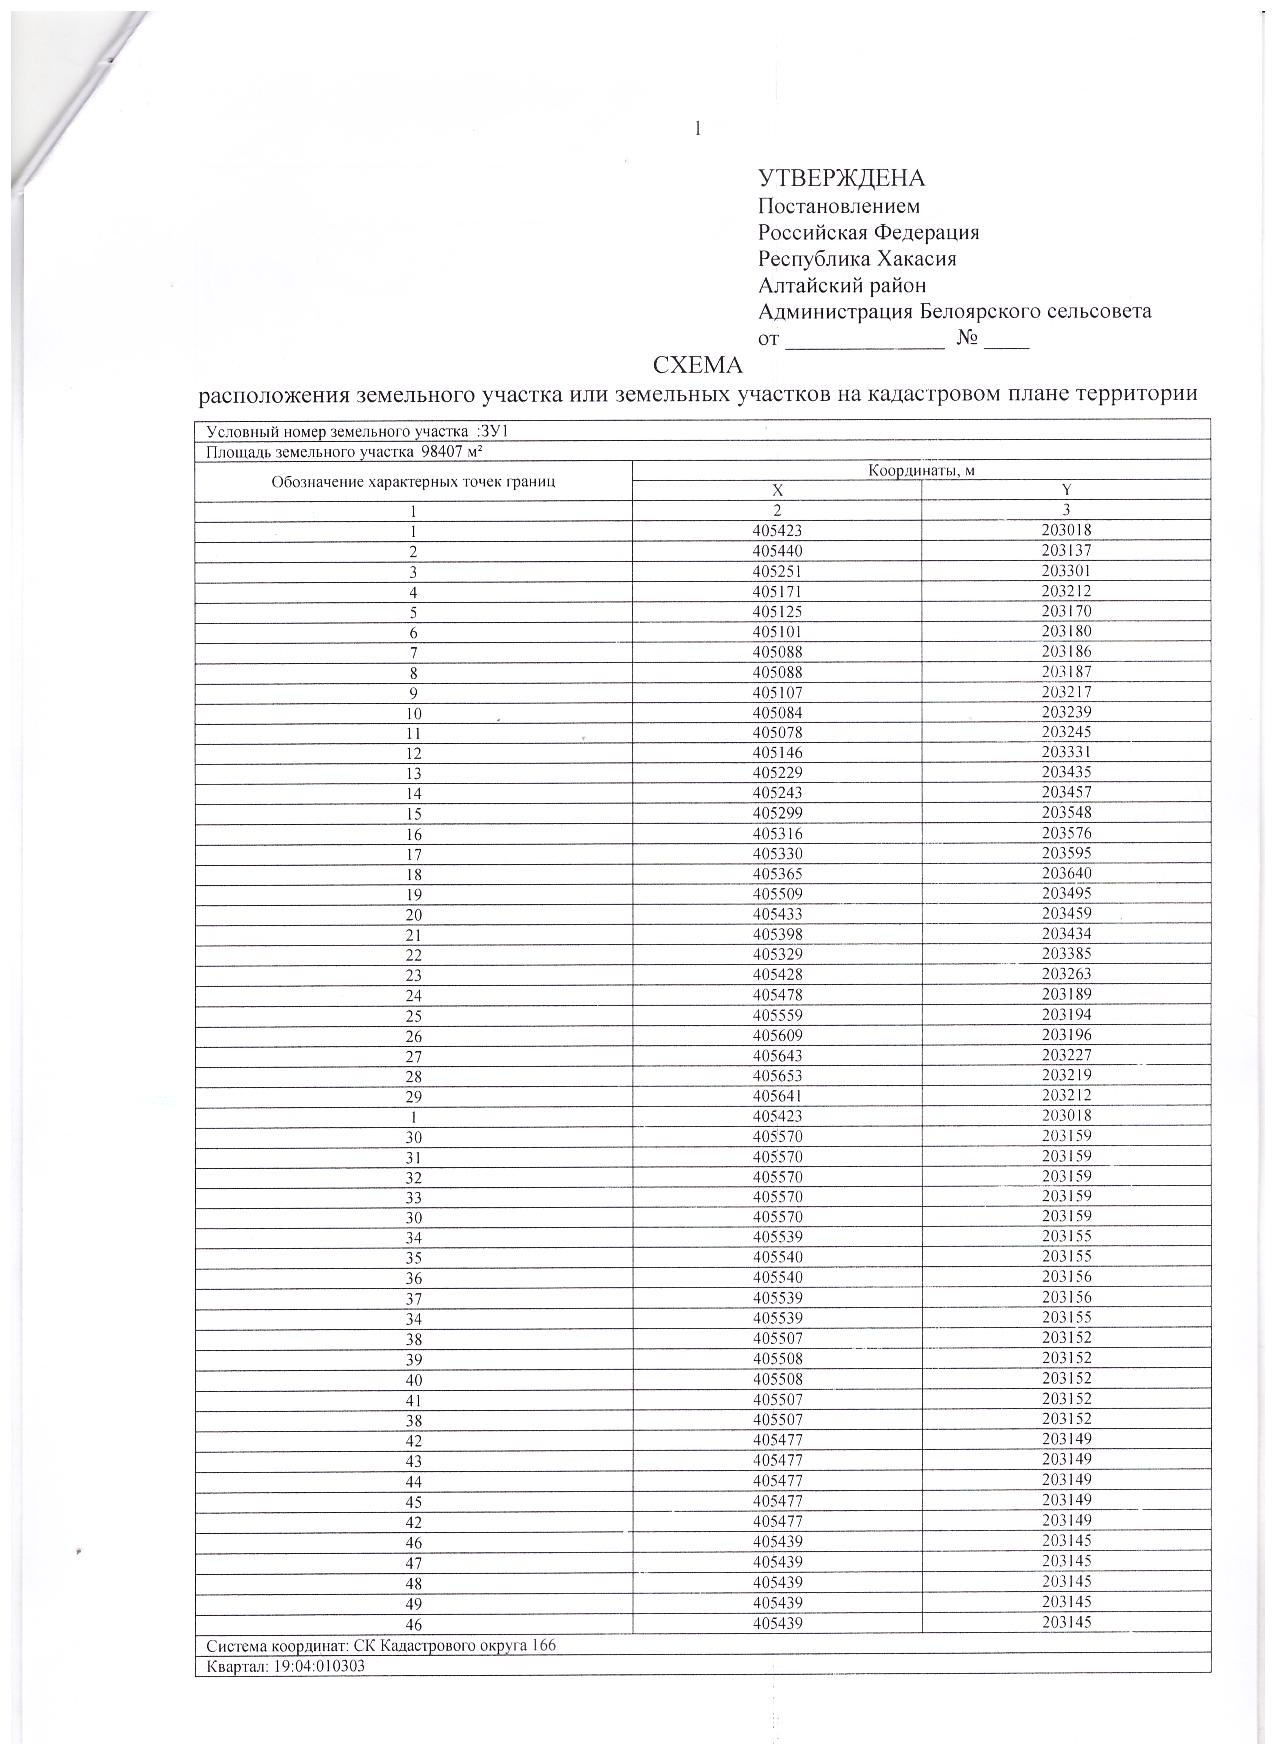 1
УТВЕРЖДЕНА
Постановлением
Российская Федерация
Республика Хакасия
Алтайский район
Администрация Белоярского сельсовета
от ______________ № ____
СХЕМА
расположения земельного участка или земельных участков на кадастровом плане территории
Условный номер земельного участка :ЗУ1
Площадь земельного участка 98407 м²
Обозначение характерных точек границ Координаты, м
X Y
1 2 3
1 405423 203018
2 405440 203137
3 405251 203301
4 405171 203212
5 405125 203170
6 405101 203180
7 405088 203186
8 405088 203187
9 405107 203217
10 405084 203239
11 405078 203245
12 405146 203331
13 405229 203435
14 405243 203457
15 405299 203548
16 405316 203576
17 405330 203595
18 405365 203640
19 405509 203495
20 405433 203459
21 405398 203434
22 405329 203385
23 405428 203263
24 405478 203189
25 405559 203194
26 405609 203196
27 405643 203227
28 405653 203219
29 405641 203212
1 405423 203018
30 405570 203159
31 405570 203159
32 405570 203159
33 405570 203159
30 405570 203159
34 405539 203155
35 405540 203155
36 405540 203156
37 405539 203156
34 405539 203155
38 405507 203152
39 405508 203152
40 405508 203152
41 405507 203152
38 405507 203152
42 405477 203149
43 405477 203149
44 405477 203149
45 405477 203149
42 405477 203149
46 405439 203145
47 405439 203145
48 405439 203145
49 405439 203145
46 405439 203145
Система координат: СК Кадастрового округа 166
Квартал: 19:04:010303